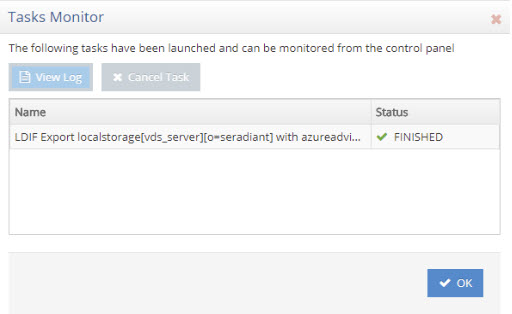 Tasks Monitor
The following tasks have been launched and can be monitored from the control panel
View Log
Cancel Task
Name
Status
LDIF Export localstorage[vds_server][o=seradiant] with azureadvi...
FINISHED
OK